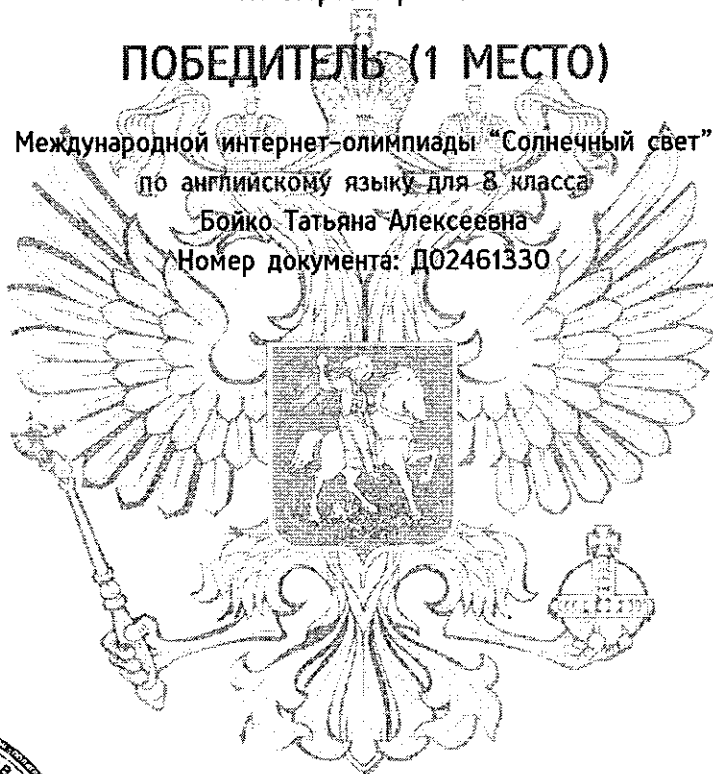 ПОБЕДИТЕЛЬ (1 МЕСТО)
Международной интернет-олимпиады "Солнечный свет"
по английскому языку для 8 класса
Бойко Татьяна Алексеевна
Номер документа: ДО2461330